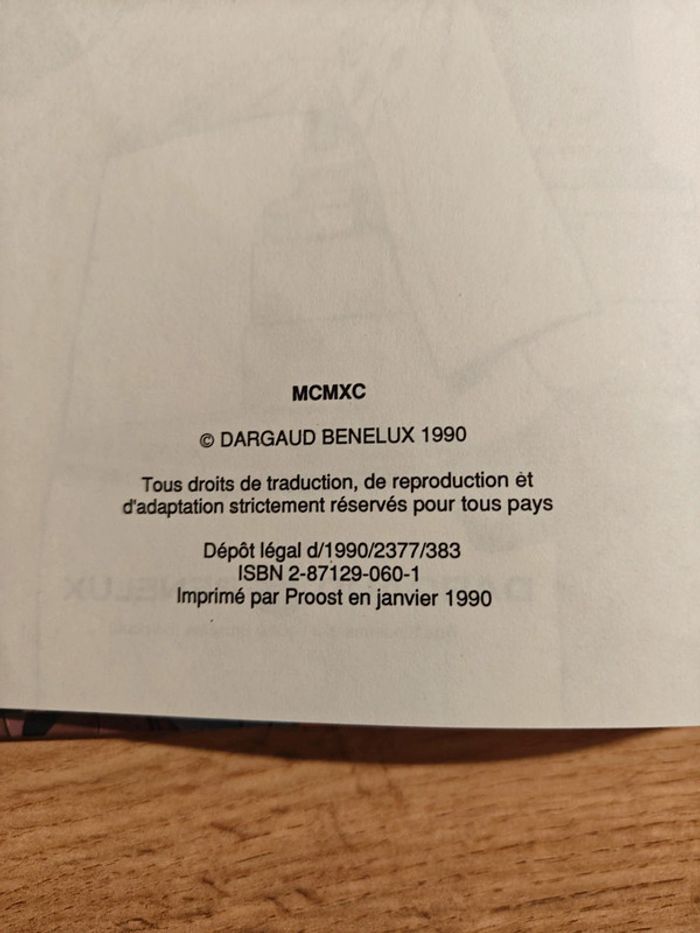 MCMXC
© DARGAUD BENELUX 1990
Tous droits de traduction, de reproduction et
d'adaptation strictement réservés pour tous pays
Dépôt légal d/1990/2377/383
ISBN 2-87129-060-1
Imprimé par Proost en janvier 1990